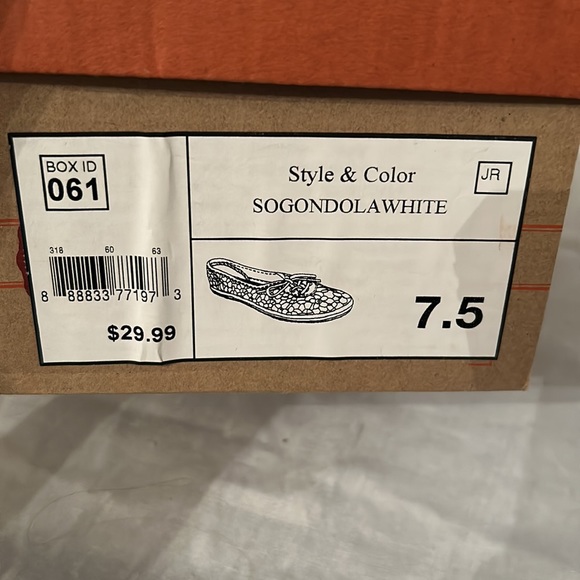 BOX ID
061
318 60 63
8 88833 77197 3
$29.99
Style & Color
SOGONDOLAWHITE
JR
7.5